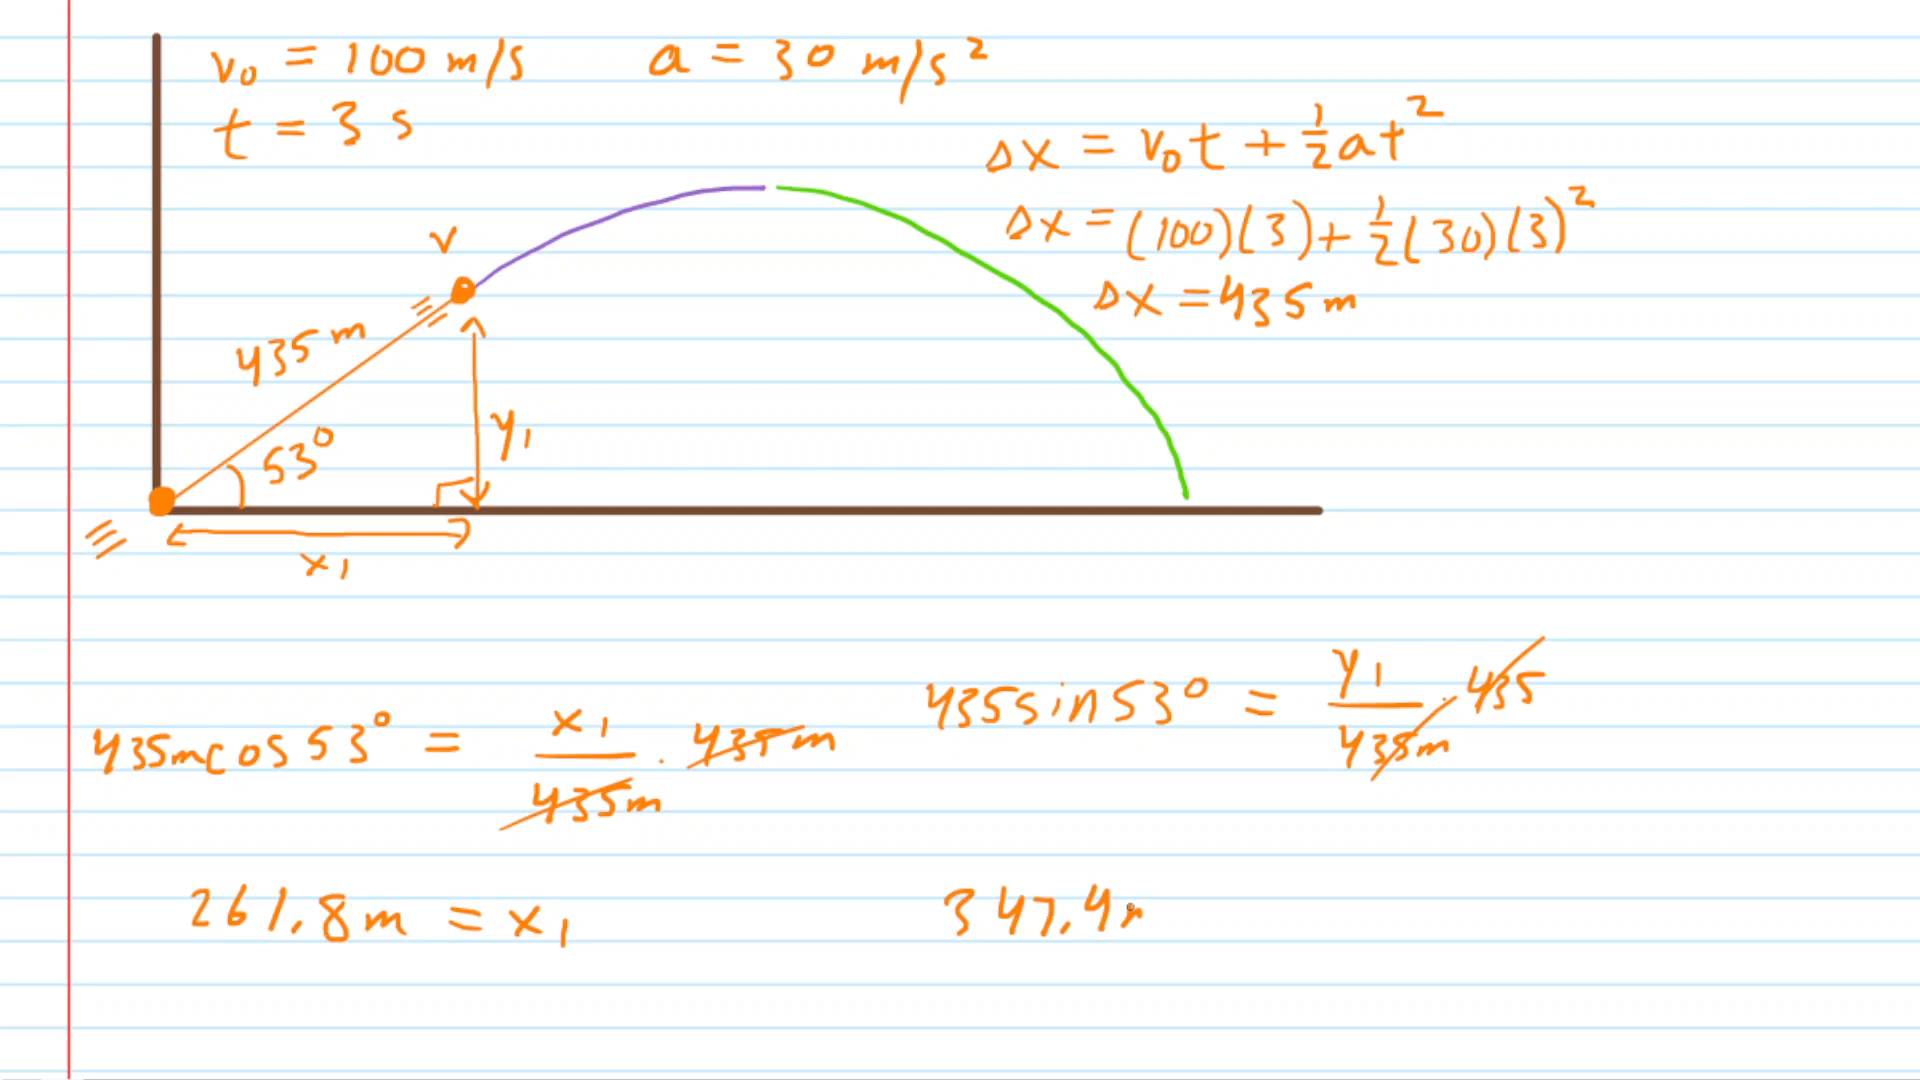 v₀ = 100 m/s a = 30 m/s²
t = 3 s
Δx = v₀t + ½at²
Δx = (100)(3) + ½(30)(3)²
Δx = 435 m
v
435 m
y₁
53°
x₁
435m cos 53° = x₁/435m · 435m
435 sin 53° = y₁/435m · 435
261.8 m = x₁
347.4